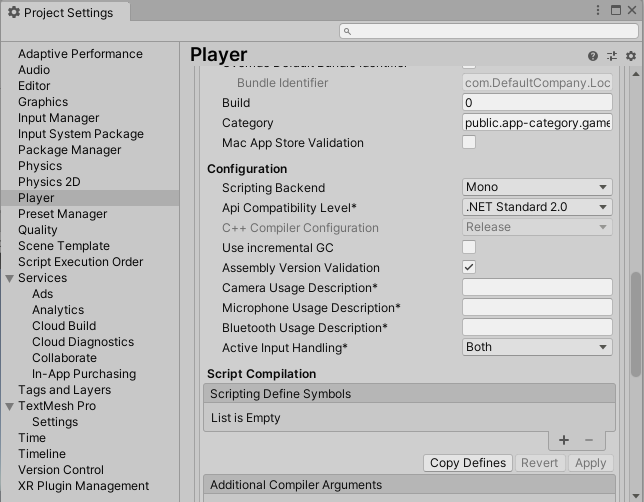 Project Settings
Adaptive Performance
Audio
Editor
Graphics
Input Manager
Input System Package
Package Manager
Physics
Physics 2D
Player
Preset Manager
Quality
Scene Template
Script Execution Order
Services
Ads
Analytics
Cloud Build
Cloud Diagnostics
Collaborate
In-App Purchasing
Tags and Layers
TextMesh Pro
Settings
Time
Timeline
Version Control
XR Plugin Management
Player
Override Default Bundle Identifier
Bundle Identifier com.DefaultCompany.Loc
Build 0
Category public.app-category.game
Mac App Store Validation
Configuration
Scripting Backend Mono
Api Compatibility Level* .NET Standard 2.0
C++ Compiler Configuration Release
Use incremental GC
Assembly Version Validation
Camera Usage Description*
Microphone Usage Description*
Bluetooth Usage Description*
Active Input Handling* Both
Script Compilation
Scripting Define Symbols
List is Empty
+ −
Copy Defines Revert Apply
Additional Compiler Arguments